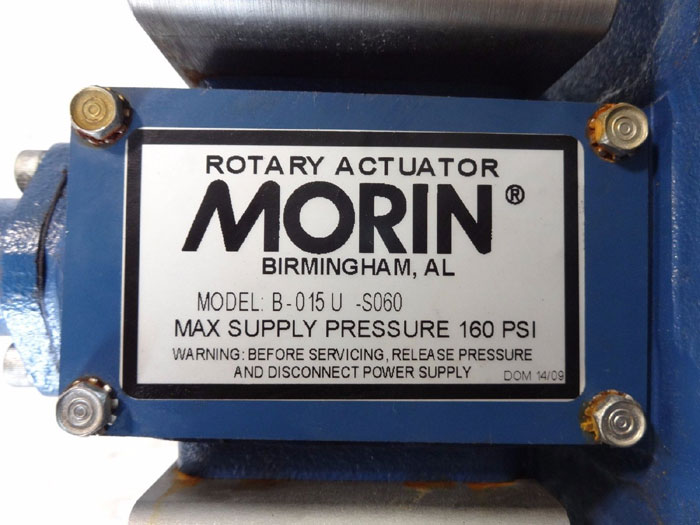 ROTARY ACTUATOR
MORIN®
BIRMINGHAM, AL
MODEL: B-015 U -S060
MAX SUPPLY PRESSURE 160 PSI
WARNING: BEFORE SERVICING, RELEASE PRESSURE
AND DISCONNECT POWER SUPPLY
DOM 14/09